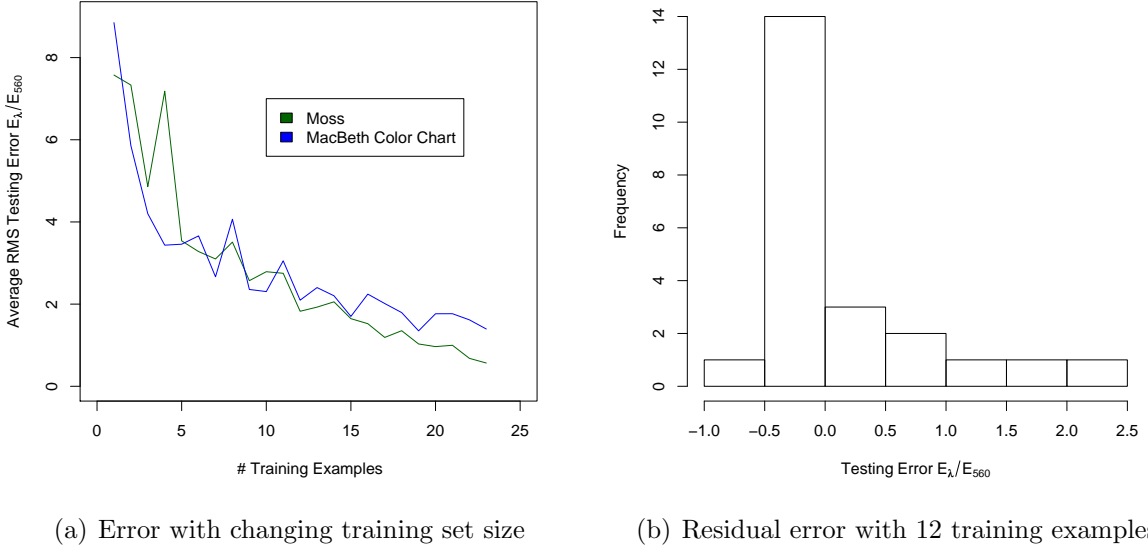 Average RMS Testing Error Eλ/E560
8
6
4
2
0
Moss
MacBeth Color Chart
0 5 10 15 20 25
# Training Examples
(a) Error with changing training set size
Frequency
14
12
10
8
6
4
2
0
−1.0 −0.5 0.0 0.5 1.0 1.5 2.0 2.5
Testing Error Eλ/E560
(b) Residual error with 12 training example